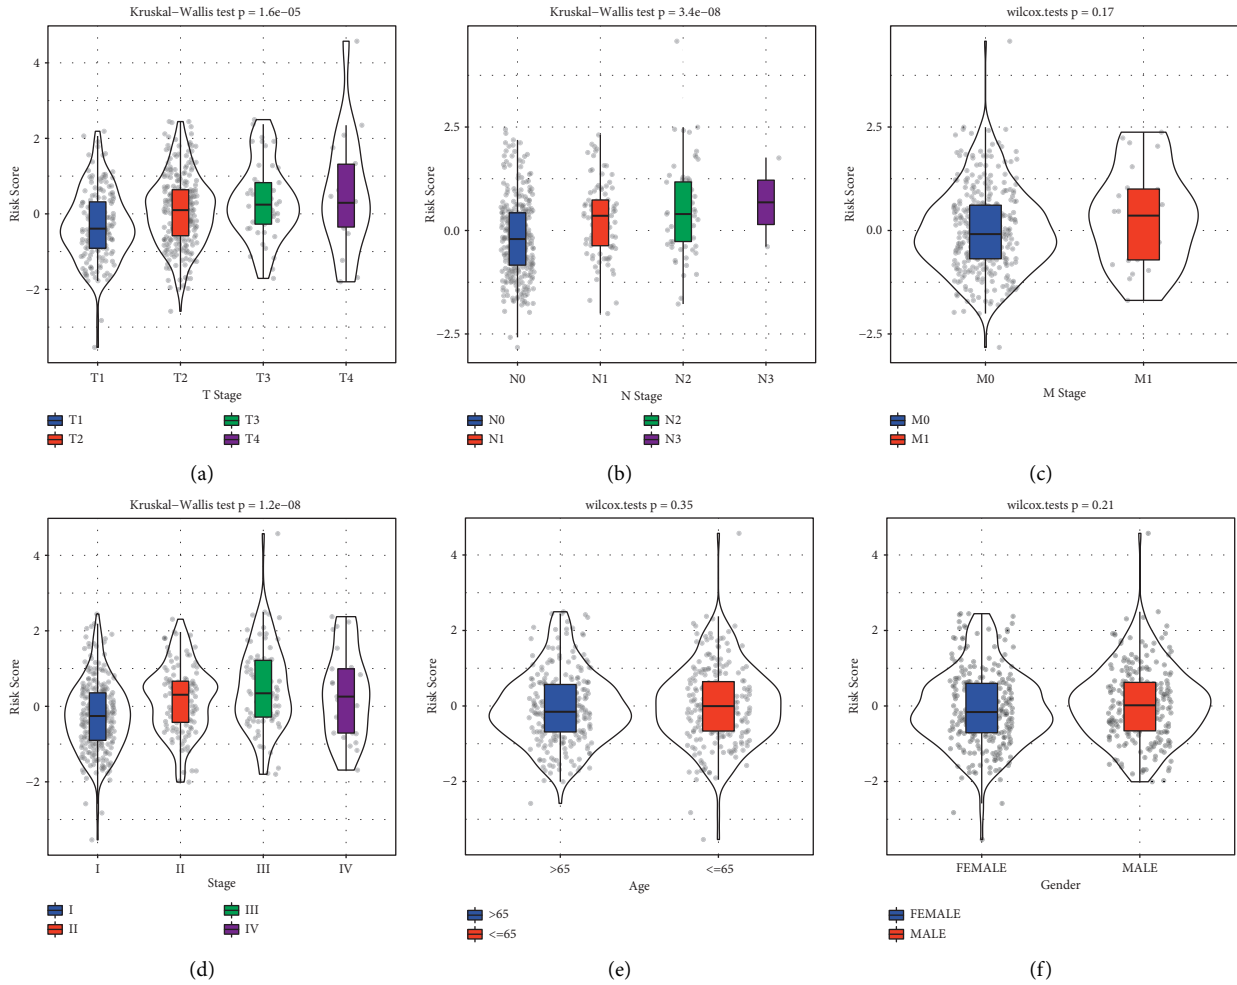 Kruskal−Wallis test p = 1.6e−05
Risk Score
4
2
0
−2
T1 T2 T3 T4
T Stage
T1 T3
T2 T4
(a)
Kruskal−Wallis test p = 3.4e−08
Risk Score
2.5
0.0
−2.5
N0 N1 N2 N3
N Stage
N0 N2
N1 N3
(b)
wilcox.tests p = 0.17
Risk Score
2.5
0.0
−2.5
M0 M1
M Stage
M0
M1
(c)
Kruskal−Wallis test p = 1.2e−08
Risk Score
4
2
0
−2
I II III IV
Stage
I III
II IV
(d)
wilcox.tests p = 0.35
Risk Score
4
2
0
−2
>65 <=65
Age
>65
<=65
(e)
wilcox.tests p = 0.21
Risk Score
4
2
0
−2
FEMALE MALE
Gender
FEMALE
MALE
(f)